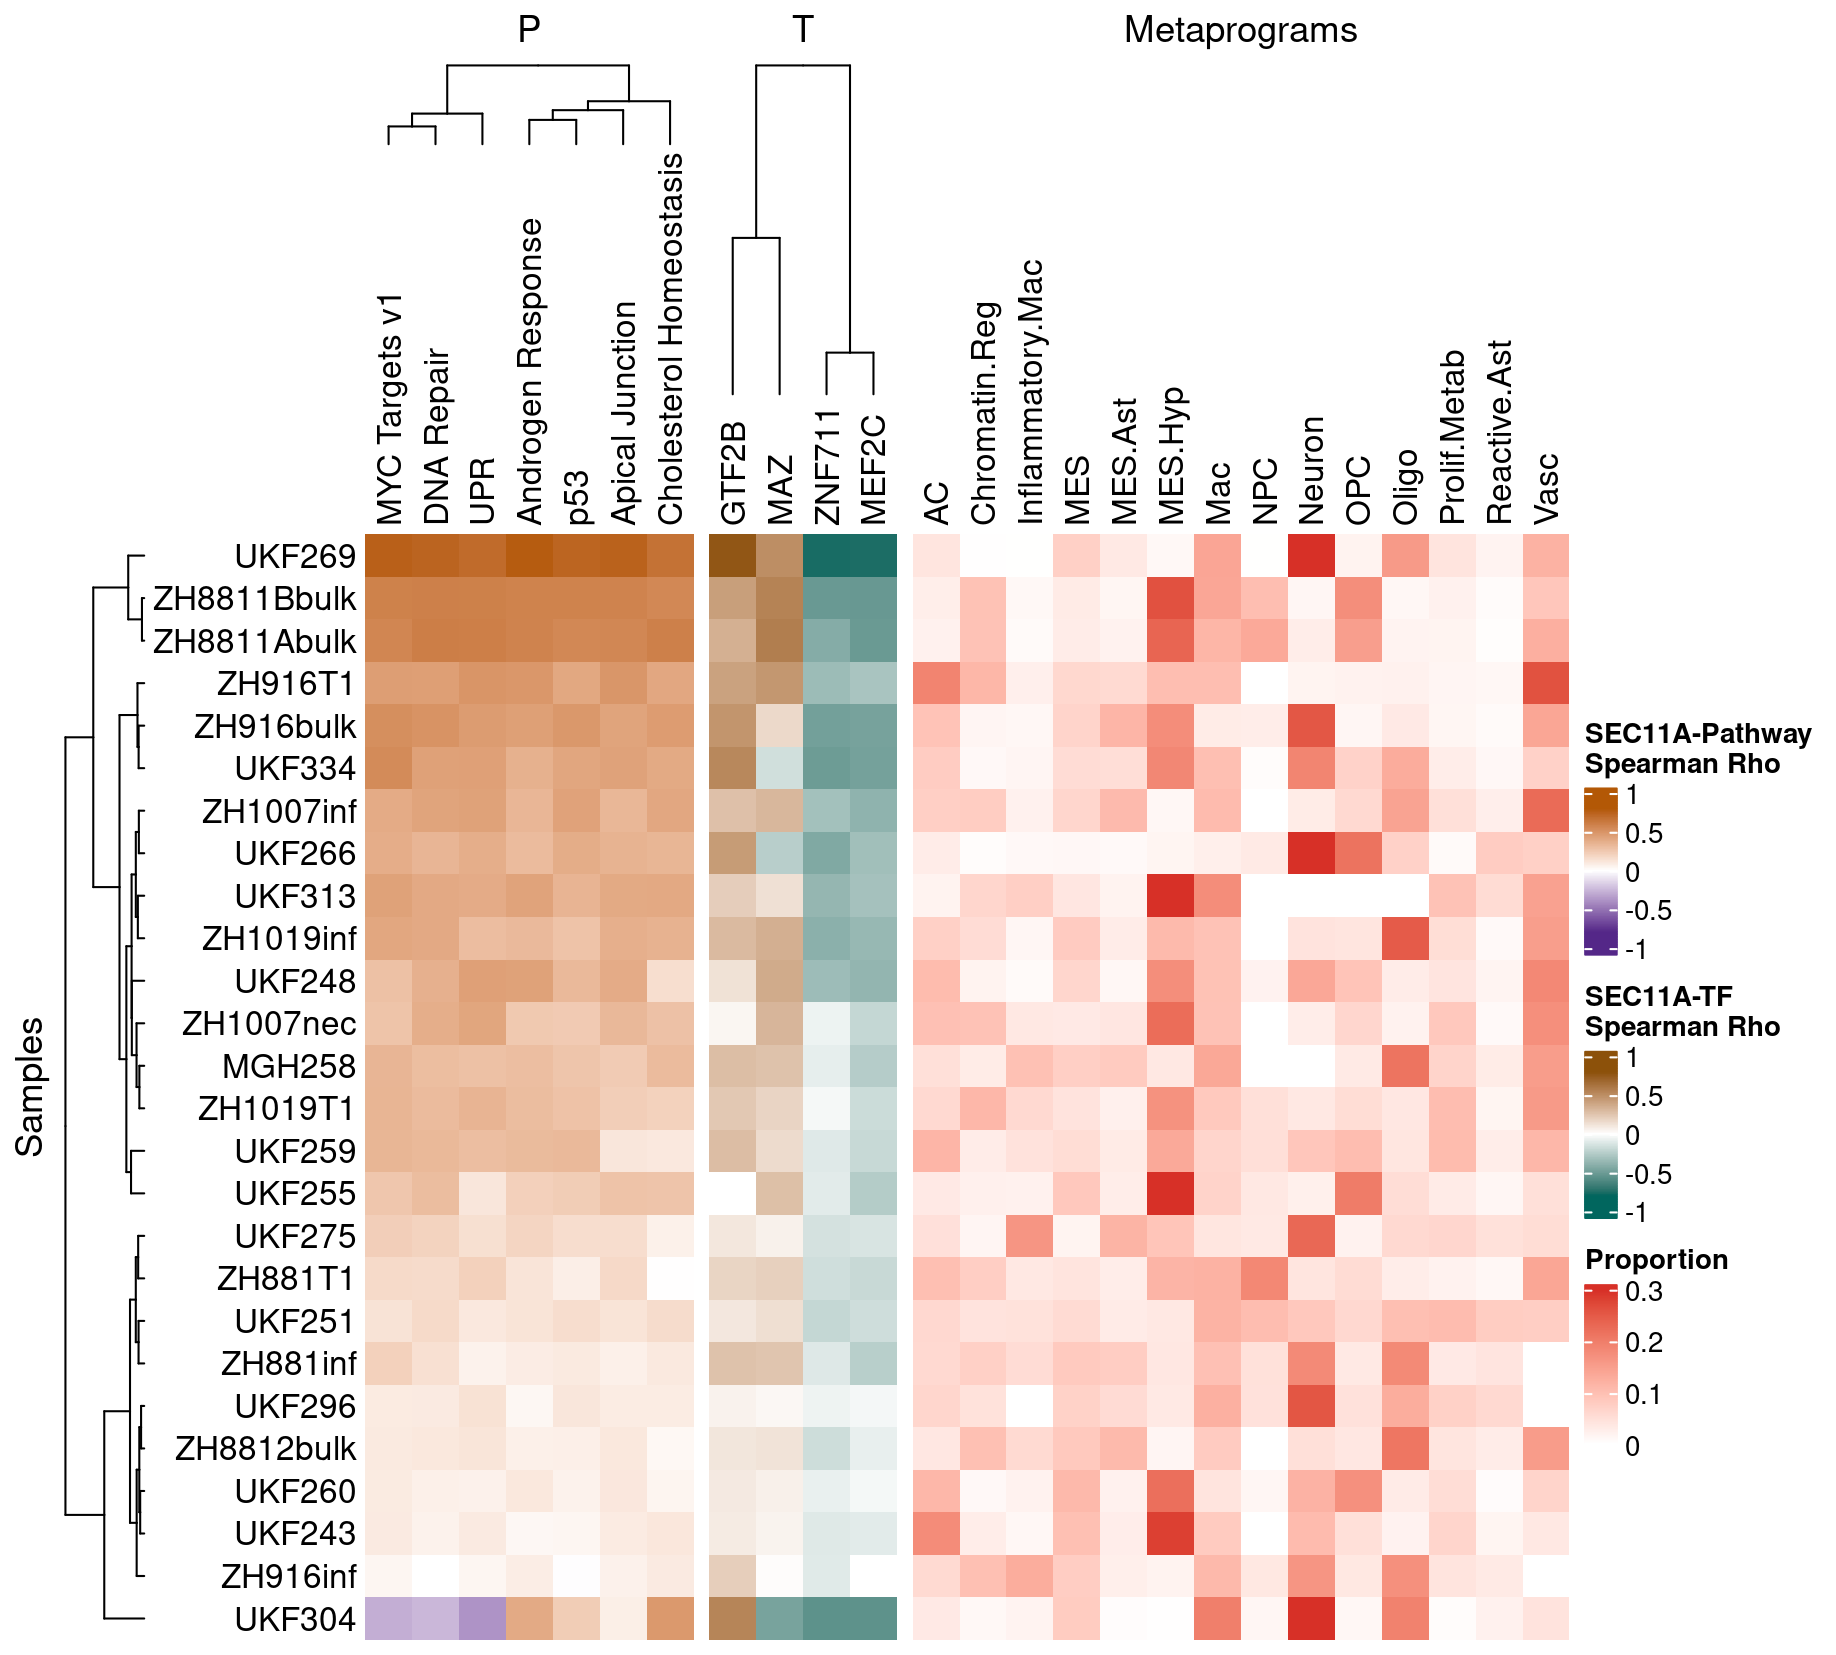 P
T
Metaprograms
MYC Targets v1
DNA Repair
UPR
Androgen Response
p53
Apical Junction
Cholesterol Homeostasis
GTF2B
MAZ
ZNF711
MEF2C
AC
Chromatin.Reg
Inflammatory.Mac
MES
MES.Ast
MES.Hyp
Mac
NPC
Neuron
OPC
Oligo
Prolif.Metab
Reactive.Ast
Vasc
Samples
UKF269
ZH8811Bbulk
ZH8811Abulk
ZH916T1
ZH916bulk
UKF334
ZH1007inf
UKF266
UKF313
ZH1019inf
UKF248
ZH1007nec
MGH258
ZH1019T1
UKF259
UKF255
UKF275
ZH881T1
UKF251
ZH881inf
UKF296
ZH8812bulk
UKF260
UKF243
ZH916inf
UKF304
SEC11A-Pathway
Spearman Rho
1
0.5
0
-0.5
-1
SEC11A-TF
Spearman Rho
1
0.5
0
-0.5
-1
Proportion
0.3
0.2
0.1
0